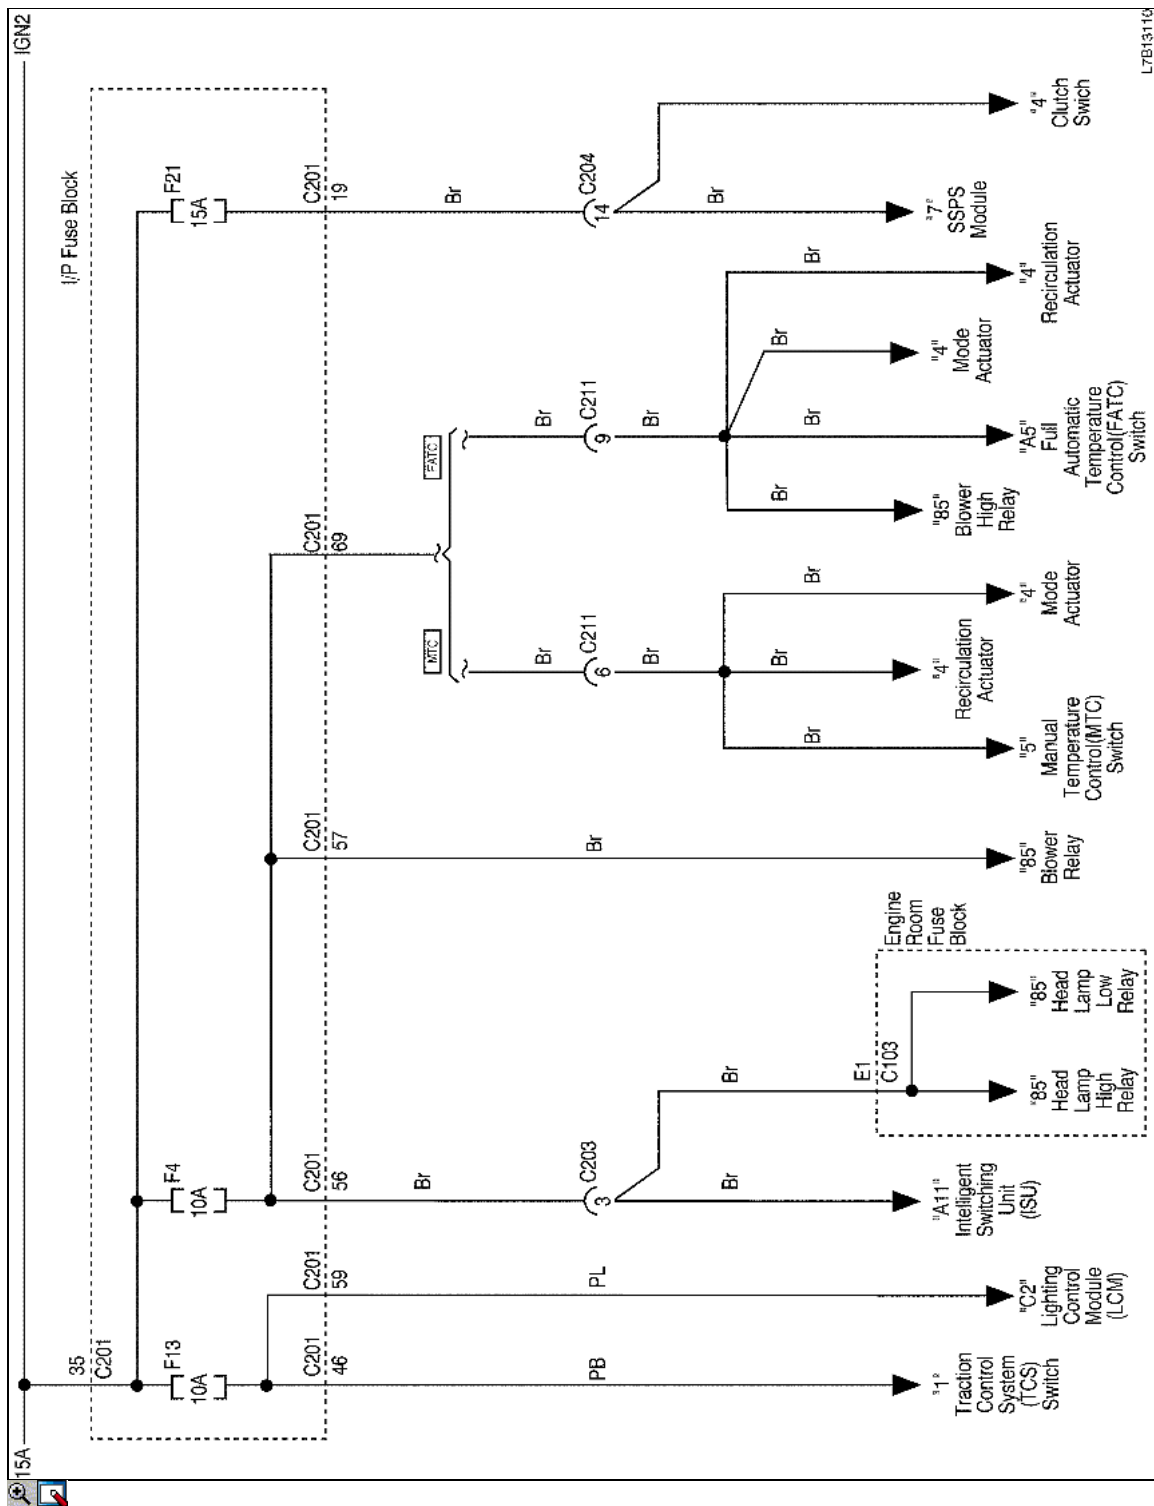 15A
IGN2
35
C201
I/P Fuse Block
F13
10A
F4
10A
F21
15A
C201
46
C201
59
C201
56
C201
57
C201
69
C201
19
PB
PL
Br
Br
Br
MTC
FATC
Br
Br
C203
3
C211
6
C211
9
C204
14
Br
Br
Br
Br
Br
Br
Br
Br
Br
Br
Br
Br
Br
E1
C103
Engine
Room
Fuse
Block
"1"
Traction
Control
System
(TCS)
Switch
"C2"
Lighting
Control
Module
(LCM)
"A11"
Intelligent
Switching
Unit
(ISU)
"85"
Head
Lamp
High
Relay
"85"
Head
Lamp
Low
Relay
"85"
Blower
Relay
"5"
Manual
Temperature
Control(MTC)
Switch
"4"
Recirculation
Actuator
"4"
Mode
Actuator
"85"
Blower
High
Relay
"A5"
Full
Automatic
Temperature
Control(FATC)
Switch
"4"
Mode
Actuator
"4"
Recirculation
Actuator
"7"
SSPS
Module
"4"
Clutch
Swich
L7B13110